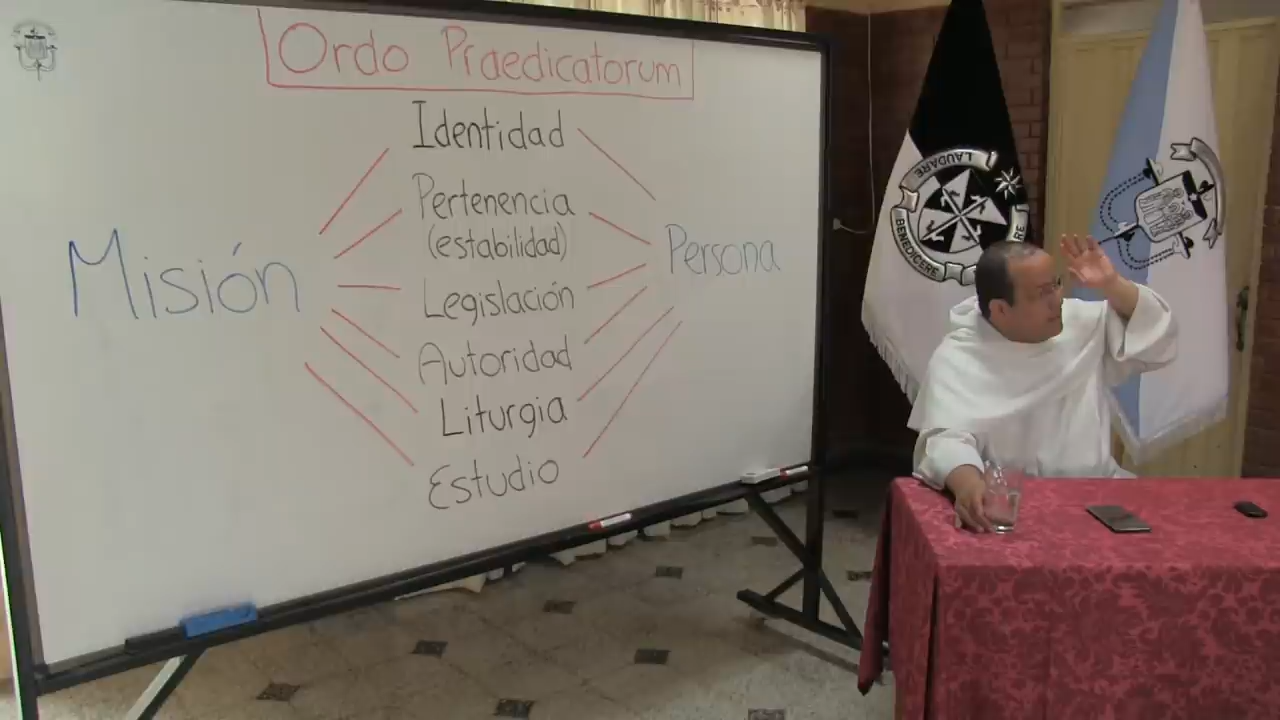 Ordo Praedicatorum
Identidad
Pertenencia
(estabilidad)
Misión
Persona
Legislación
Autoridad
Liturgia
Estudio
LAUDARE
BENEDICERE